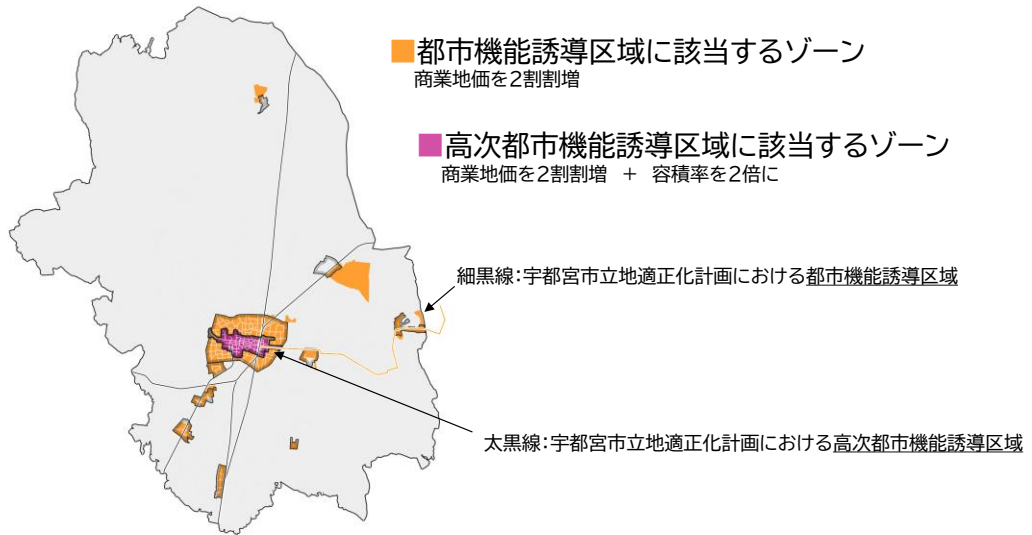 ■都市機能誘導区域に該当するゾーン
商業地価を2割割増
■高次都市機能誘導区域に該当するゾーン
商業地価を2割割増 + 容積率を2倍に
細黒線:宇都宮市立地適正化計画における都市機能誘導区域
太黒線:宇都宮市立地適正化計画における高次都市機能誘導区域